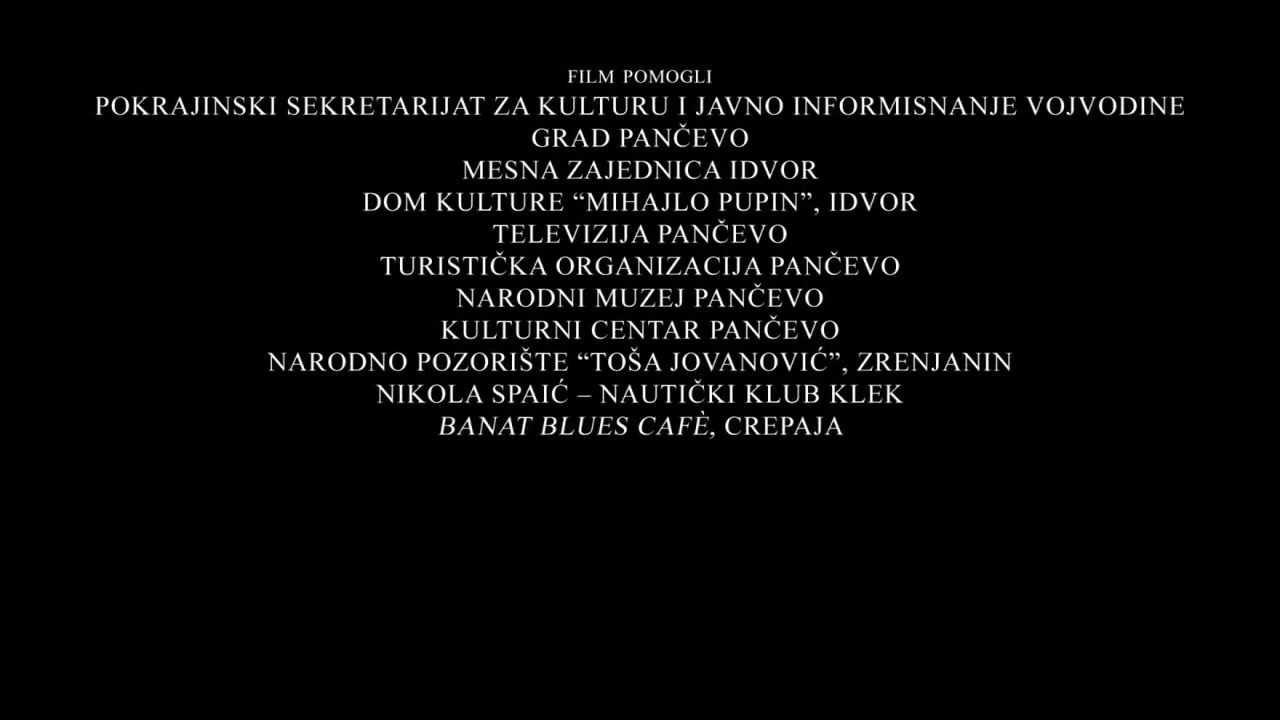 FILM POMOGLI
POKRAJINSKI SEKRETARIJAT ZA KULTURU I JAVNO INFORMISNANJE VOJVODINE
GRAD PANČEVO
MESNA ZAJEDNICA IDVOR
DOM KULTURE “MIHAJLO PUPIN”, IDVOR
TELEVIZIJA PANČEVO
TURISTIČKA ORGANIZACIJA PANČEVO
NARODNI MUZEJ PANČEVO
KULTURNI CENTAR PANČEVO
NARODNO POZORIŠTE “TOŠA JOVANOVIĆ”, ZRENJANIN
NIKOLA SPAIĆ – NAUTIČKI KLUB KLEK
BANAT BLUES CAFÈ, CREPAJA